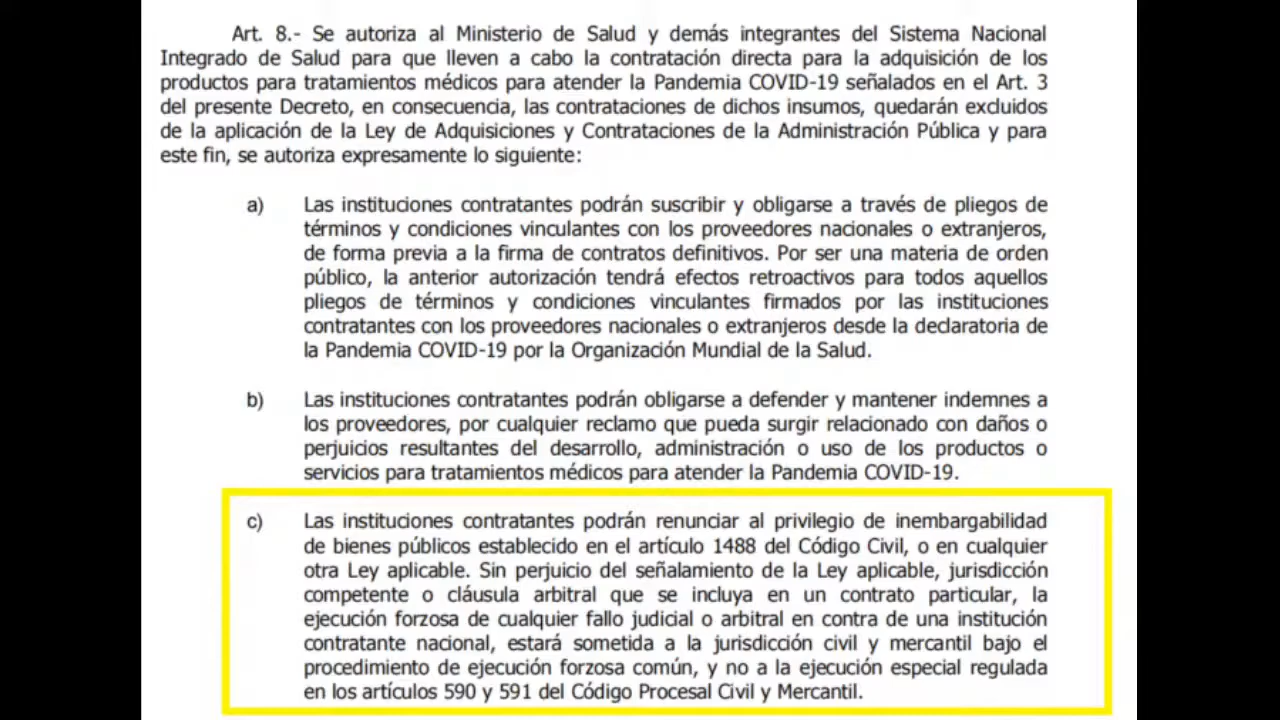 Art. 8.- Se autoriza al Ministerio de Salud y demás integrantes del Sistema Nacional
Integrado de Salud para que lleven a cabo la contratación directa para la adquisición de los
productos para tratamientos médicos para atender la Pandemia COVID-19 señalados en el Art. 3
del presente Decreto, en consecuencia, las contrataciones de dichos insumos, quedarán excluidos
de la aplicación de la Ley de Adquisiciones y Contrataciones de la Administración Pública y para
este fin, se autoriza expresamente lo siguiente:
a) Las instituciones contratantes podrán suscribir y obligarse a través de pliegos de
términos y condiciones vinculantes con los proveedores nacionales o extranjeros,
de forma previa a la firma de contratos definitivos. Por ser una materia de orden
público, la anterior autorización tendrá efectos retroactivos para todos aquellos
pliegos de términos y condiciones vinculantes firmados por las instituciones
contratantes con los proveedores nacionales o extranjeros desde la declaratoria de
la Pandemia COVID-19 por la Organización Mundial de la Salud.
b) Las instituciones contratantes podrán obligarse a defender y mantener indemnes a
los proveedores, por cualquier reclamo que pueda surgir relacionado con daños o
perjuicios resultantes del desarrollo, administración o uso de los productos o
servicios para tratamientos médicos para atender la Pandemia COVID-19.
c) Las instituciones contratantes podrán renunciar al privilegio de inembargabilidad
de bienes públicos establecido en el artículo 1488 del Código Civil, o en cualquier
otra Ley aplicable. Sin perjuicio del señalamiento de la Ley aplicable, jurisdicción
competente o cláusula arbitral que se incluya en un contrato particular, la
ejecución forzosa de cualquier fallo judicial o arbitral en contra de una institución
contratante nacional, estará sometida a la jurisdicción civil y mercantil bajo el
procedimiento de ejecución forzosa común, y no a la ejecución especial regulada
en los artículos 590 y 591 del Código Procesal Civil y Mercantil.